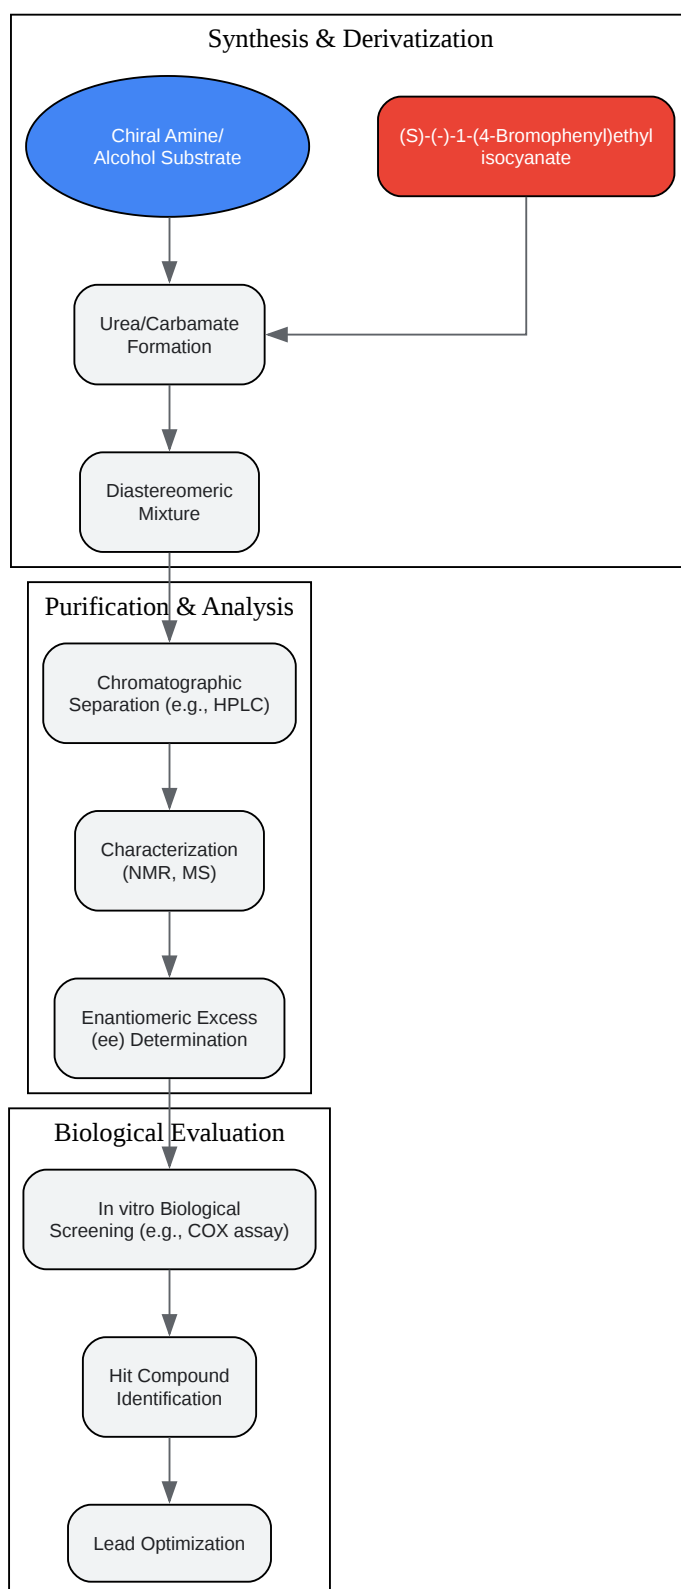 Synthesis & Derivatization
Chiral Amine/
Alcohol Substrate
(S)-(-)-1-(4-Bromophenyl)ethyl
isocyanate
Urea/Carbamate
Formation
Diastereomeric
Mixture
Purification & Analysis
Chromatographic
Separation (e.g., HPLC)
Characterization
(NMR, MS)
Enantiomeric Excess
(ee) Determination
Biological Evaluation
In vitro Biological
Screening (e.g., COX assay)
Hit Compound
Identification
Lead Optimization